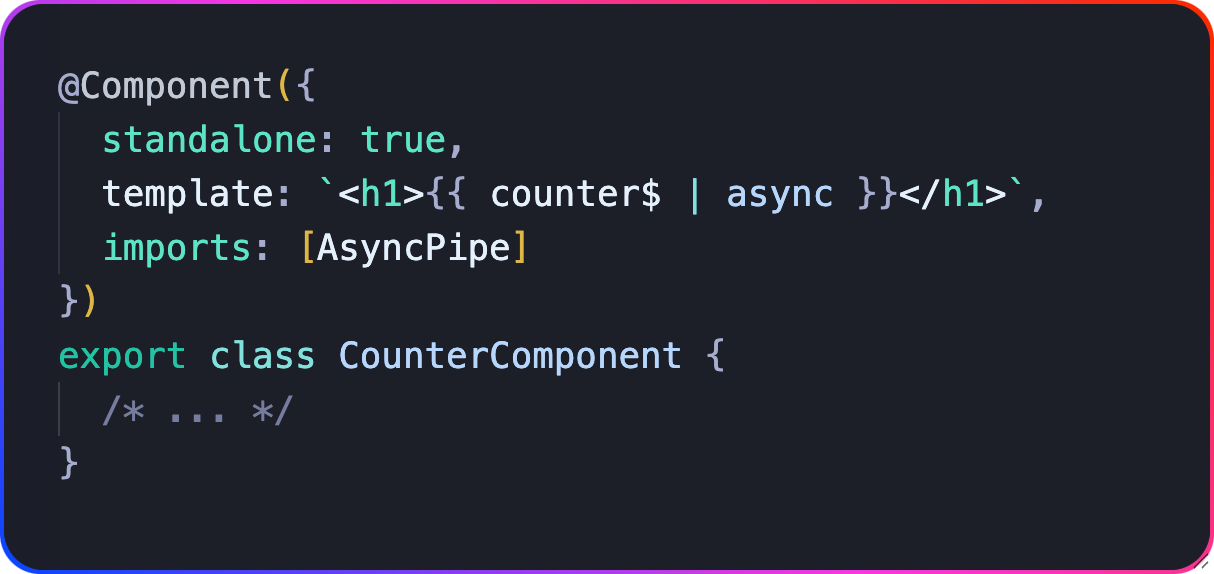 @Component({
  standalone: true,
  template: `<h1>{{ counter$ | async }}</h1>`,
  imports: [AsyncPipe]
})
export class CounterComponent {
  /* ... */
}